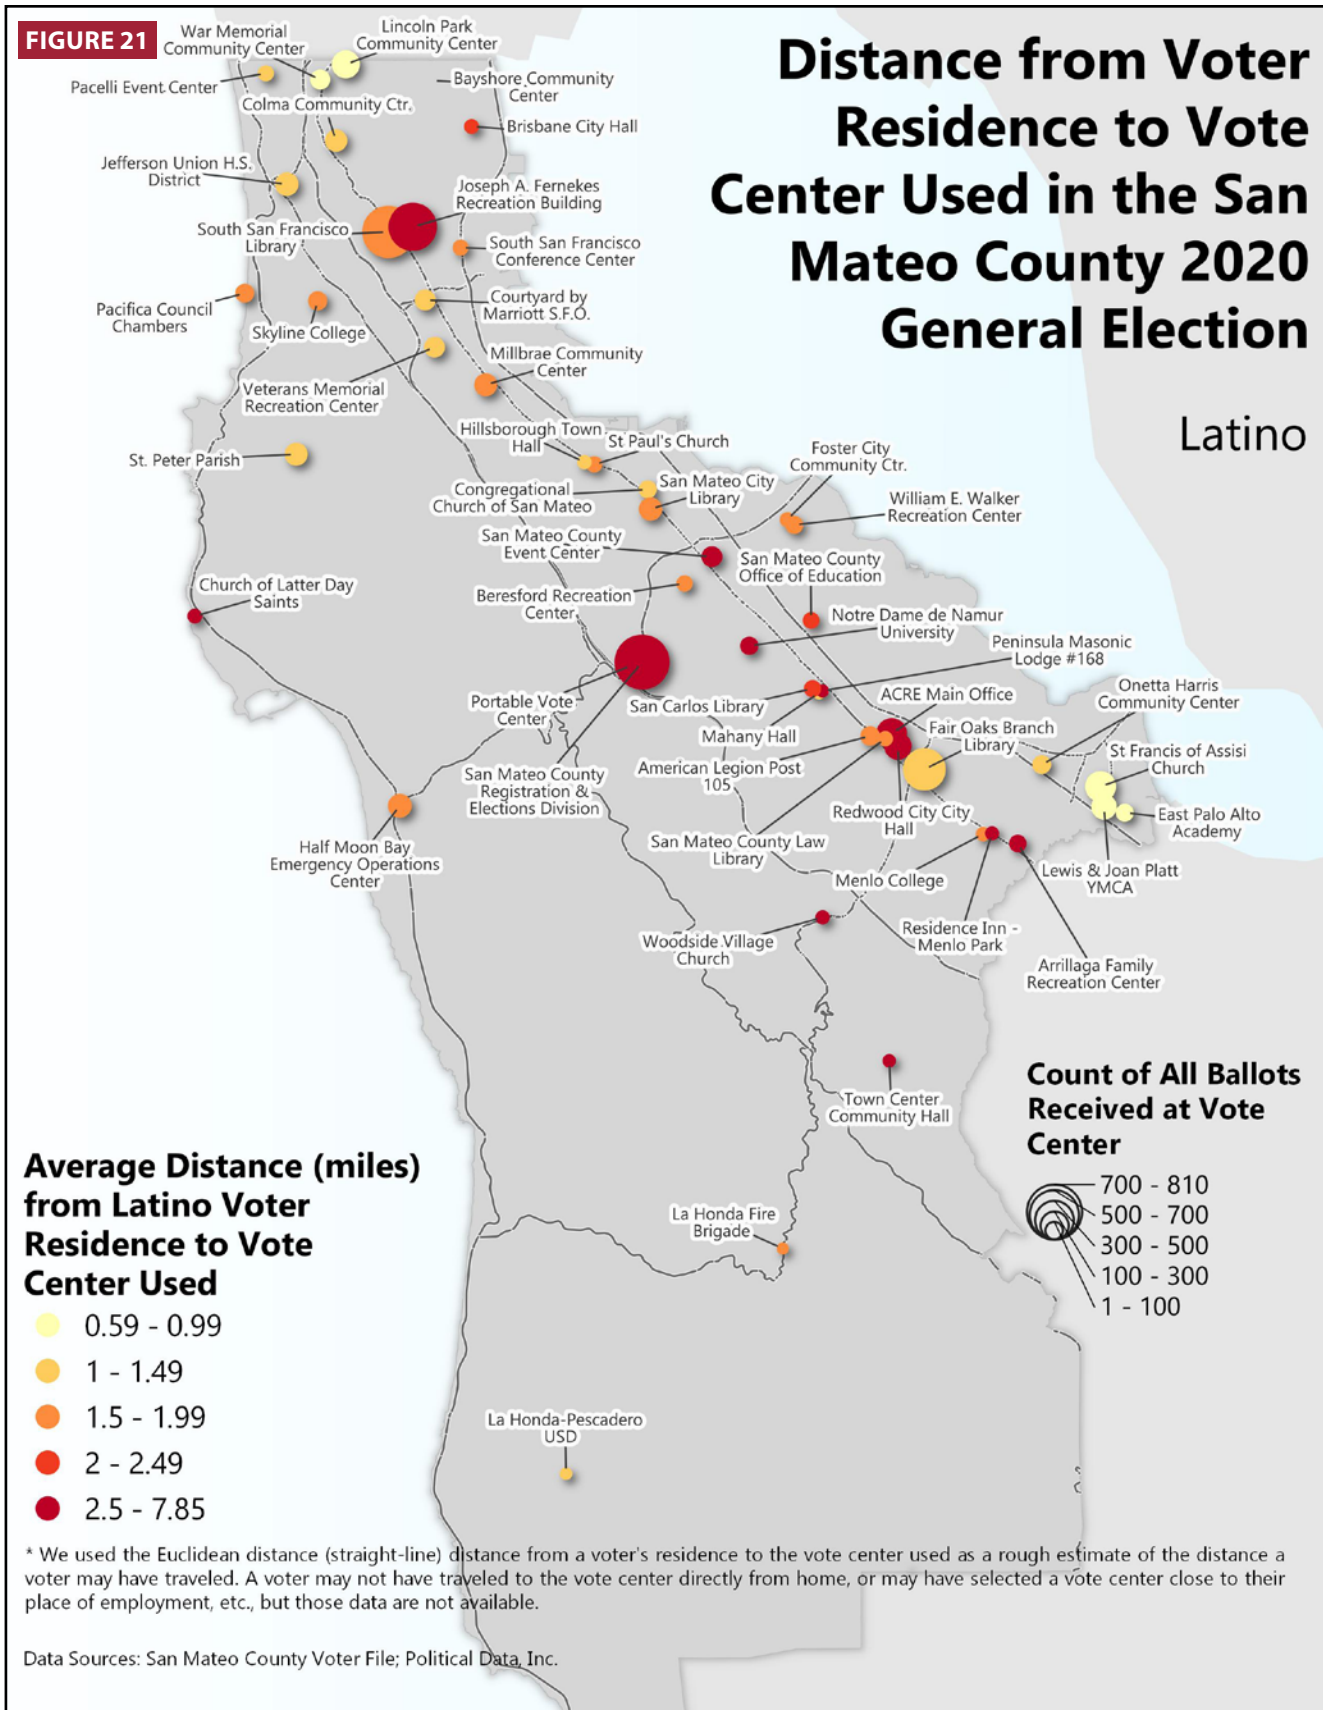 FIGURE 21
Distance from Voter
Residence to Vote
Center Used in the San
Mateo County 2020
General Election
Latino
War Memorial
Community Center
Lincoln Park
Community Center
Pacelli Event Center
Colma Community Ctr.
Bayshore Community
Center
Brisbane City Hall
Jefferson Union H.S.
District
Joseph A. Fernekes
Recreation Building
South San Francisco
Library
South San Francisco
Conference Center
Pacifica Council
Chambers
Skyline College
Courtyard by
Marriott S.F.O.
Millbrae Community
Center
Veterans Memorial
Recreation Center
St. Peter Parish
Hillsborough Town
Hall
St Paul's Church
Foster City
Community Ctr.
Congregational
Church of San Mateo
San Mateo City
Library
William E. Walker
Recreation Center
San Mateo County
Event Center
San Mateo County
Office of Education
Church of Latter Day
Saints
Beresford Recreation
Center
Notre Dame de Namur
University
Peninsula Masonic
Lodge #168
Portable Vote
Center
San Carlos Library
ACRE Main Office
Onetta Harris
Community Center
Mahany Hall
Fair Oaks Branch
Library
St Francis of Assisi
Church
San Mateo County
Registration &
Elections Division
American Legion Post
105
Redwood City City
Hall
East Palo Alto
Academy
Half Moon Bay
Emergency Operations
Center
San Mateo County Law
Library
Menlo College
Lewis & Joan Platt
YMCA
Woodside Village
Church
Residence Inn -
Menlo Park
Arrillaga Family
Recreation Center
Town Center
Community Hall
La Honda Fire
Brigade
La Honda-Pescadero
USD
Count of All Ballots
Received at Vote
Center
700 - 810
500 - 700
300 - 500
100 - 300
1 - 100
Average Distance (miles)
from Latino Voter
Residence to Vote
Center Used
0.59 - 0.99
1 - 1.49
1.5 - 1.99
2 - 2.49
2.5 - 7.85
* We used the Euclidean distance (straight-line) distance from a voter's residence to the vote center used as a rough estimate of the distance a
voter may have traveled. A voter may not have traveled to the vote center directly from home, or may have selected a vote center close to their
place of employment, etc., but those data are not available.
Data Sources: San Mateo County Voter File; Political Data, Inc.